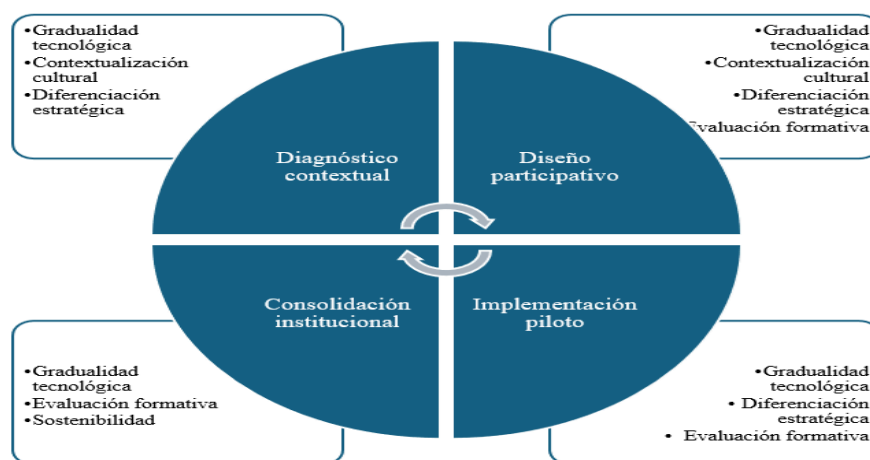 •Gradualidad
tecnológica
•Contextualización
cultural
•Diferenciación
estratégica
•Gradualidad
tecnológica
•Contextualización
cultural
•Diferenciación
estratégica
Evaluación formativa
Diagnóstico
contextual
Diseño
participativo
Consolidación
institucional
Implementación
piloto
•Gradualidad
tecnológica
•Evaluación formativa
•Sostenibilidad
•Gradualidad
tecnológica
• Diferenciación
estratégica
• Evaluación formativa